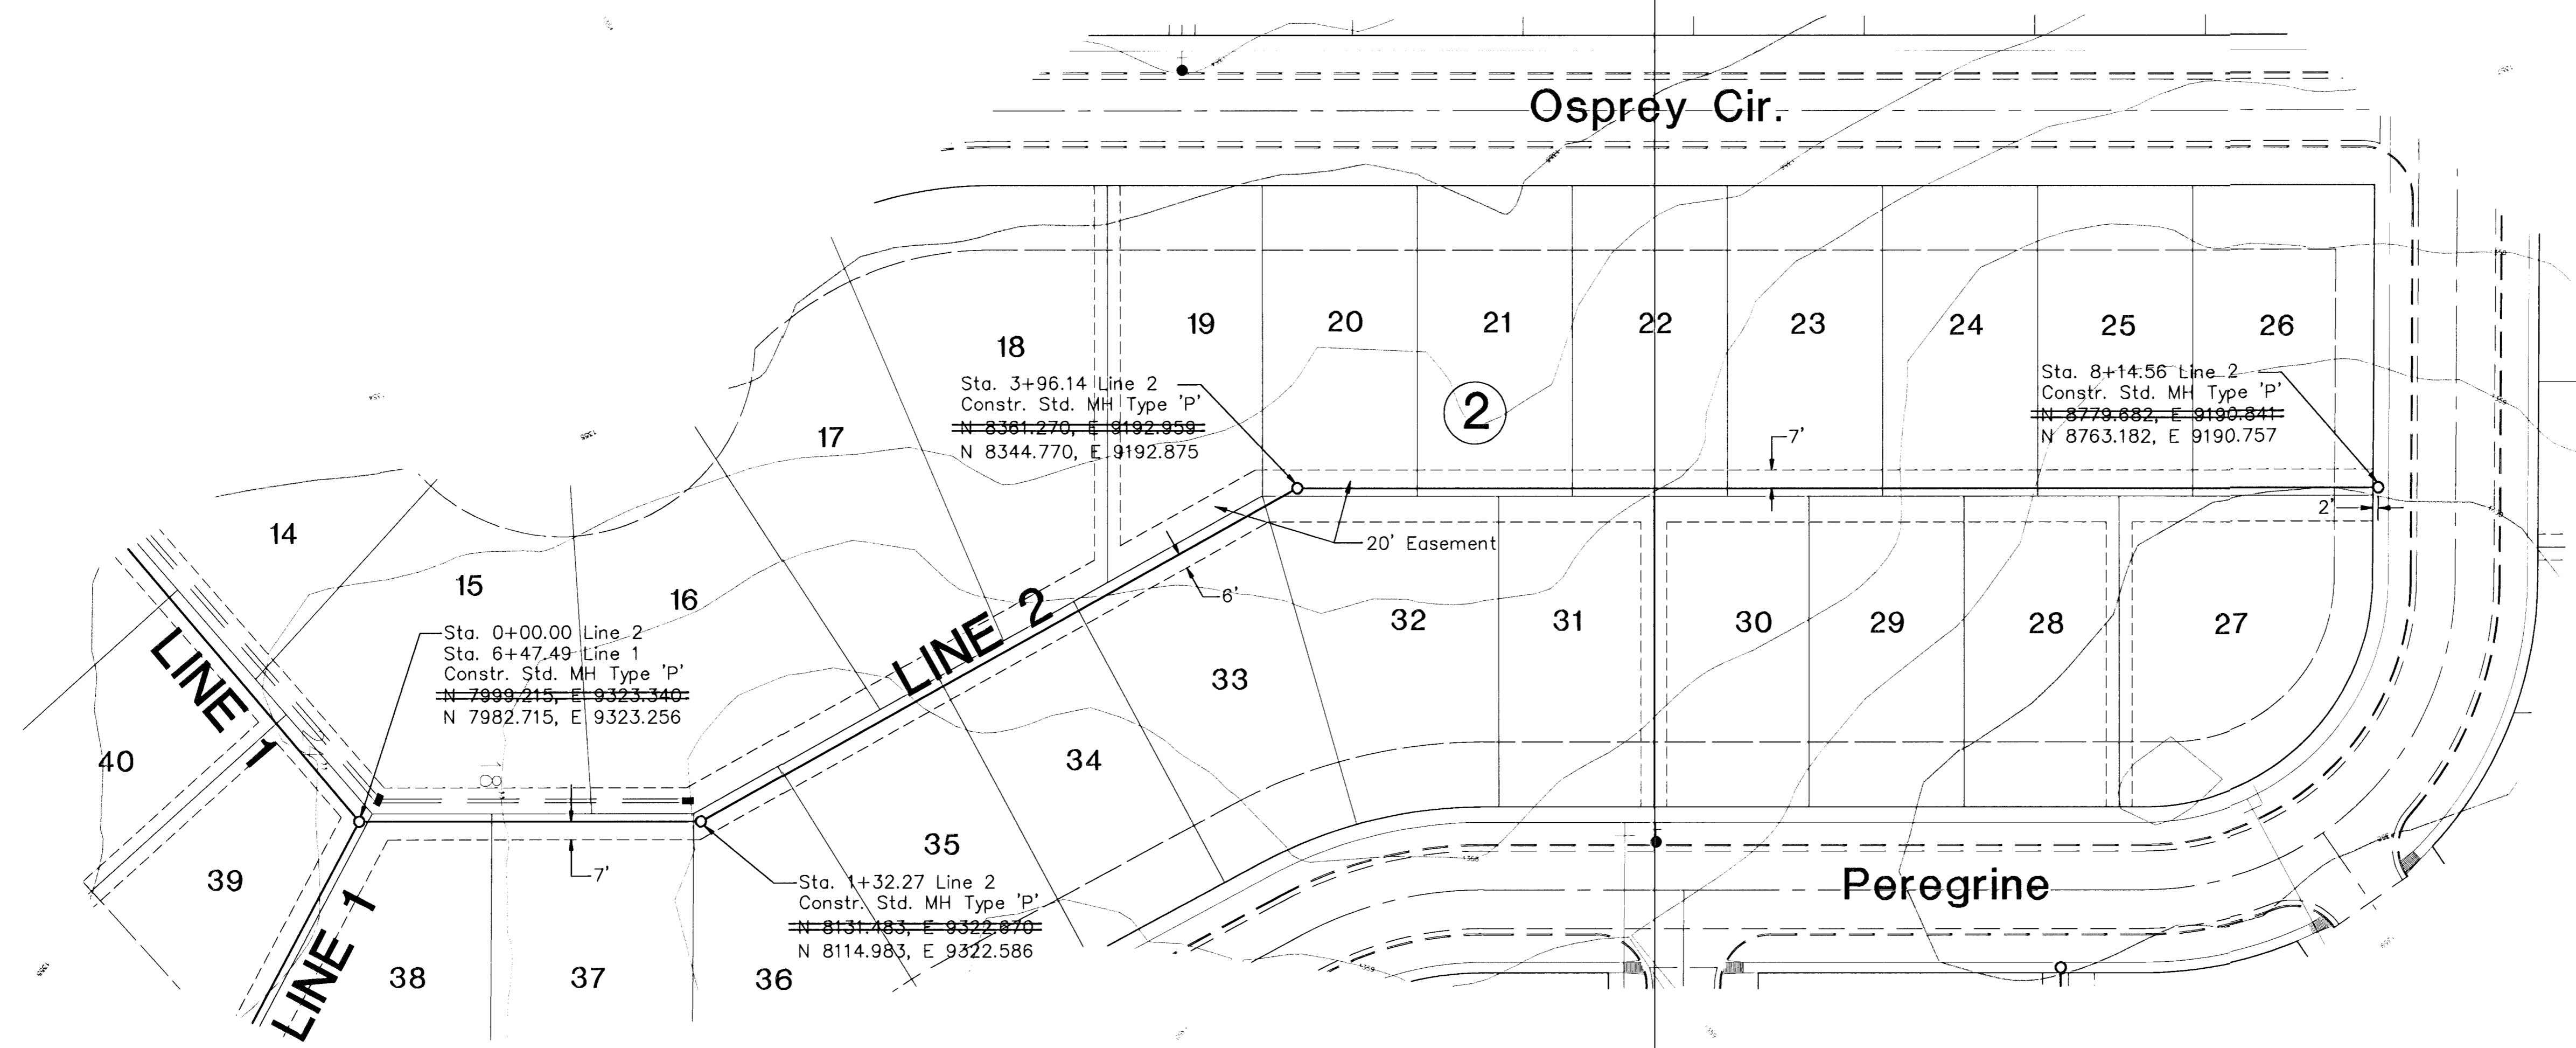 Osprey Cir.
18
19
20
21
22
23
24
25
26
Sta. 3+96.14 Line 2
Constr. Std. MH Type 'P'
N 8361.270, E 9192.959
N 8344.770, E 9192.875
2
Sta. 8+14.56 Line 2
Constr. Std. MH Type 'P'
N 8779.682, E 9190.841
N 8763.182, E 9190.757
17
7'
2'
20' Easement
14
15
16
LINE 2
6'
32
31
30
29
28
27
Sta. 0+00.00 Line 2
Sta. 6+47.49 Line 1
Constr. Std. MH Type 'P'
N 7999.215, E 9323.340
N 7982.715, E 9323.256
LINE 1
33
34
40
18"
35
39
7'
Sta. 1+32.27 Line 2
Constr. Std. MH Type 'P'
N 8131.483, E 9322.670
N 8114.983, E 9322.586
Peregrine
1358
LINE 1
38
37
36
1359